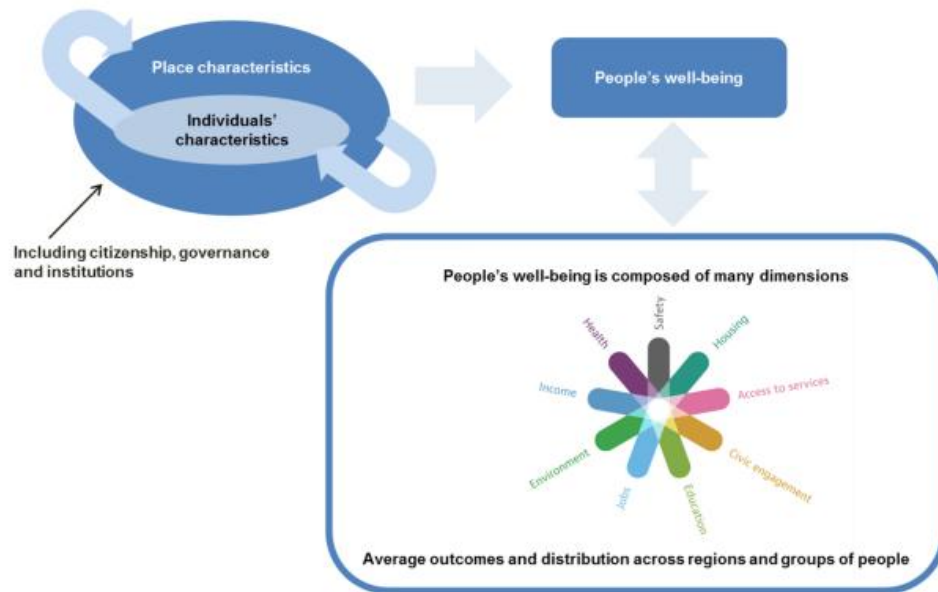 Place characteristics
People's well-being
Individuals'
characteristics
Including citizenship, governance
and institutions
People's well-being is composed of many dimensions
Safety
Health
Housing
Income
Access to services
Environment
Civic engagement
Jobs
Education
Average outcomes and distribution across regions and groups of people